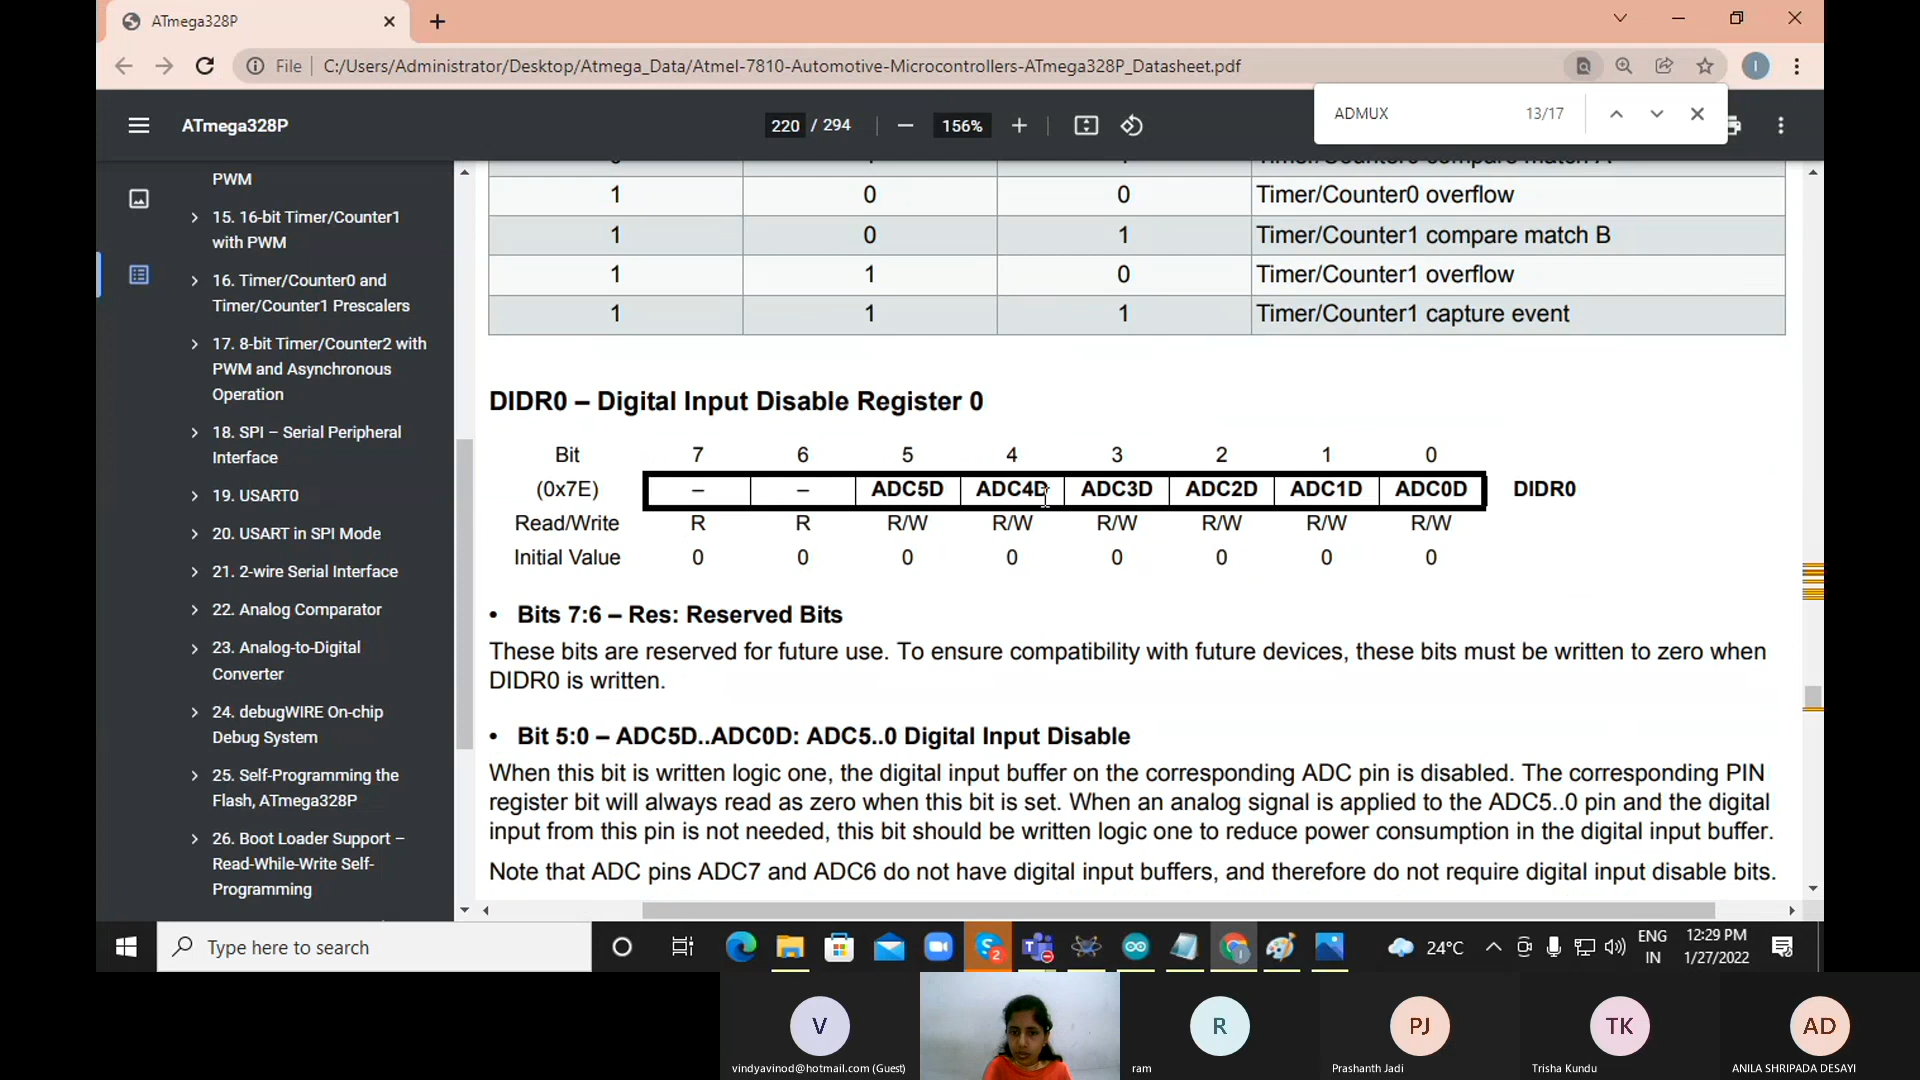 ATmega328P
File
C:/Users/Administrator/Desktop/Atmega_Data/Atmel-7810-Automotive-Microcontrollers-ATmega328P_Datasheet.pdf
I
ATmega328P
220 / 294
156%
ADMUX
13/17
PWM
15. 16-bit Timer/Counter1
with PWM
16. Timer/Counter0 and
Timer/Counter1 Prescalers
17. 8-bit Timer/Counter2 with
PWM and Asynchronous
Operation
18. SPI – Serial Peripheral
Interface
19. USART0
20. USART in SPI Mode
21. 2-wire Serial Interface
22. Analog Comparator
23. Analog-to-Digital
Converter
24. debugWIRE On-chip
Debug System
25. Self-Programming the
Flash, ATmega328P
26. Boot Loader Support –
Read-While-Write Self-
Programming
1 0 0 Timer/Counter0 overflow
1 0 1 Timer/Counter1 compare match B
1 1 0 Timer/Counter1 overflow
1 1 1 Timer/Counter1 capture event
DIDR0 – Digital Input Disable Register 0
Bit 7 6 5 4 3 2 1 0
(0x7E) – – ADC5D ADC4D ADC3D ADC2D ADC1D ADC0D DIDR0
Read/Write R R R/W R/W R/W R/W R/W R/W
Initial Value 0 0 0 0 0 0 0 0
• Bits 7:6 – Res: Reserved Bits
These bits are reserved for future use. To ensure compatibility with future devices, these bits must be written to zero when
DIDR0 is written.
• Bit 5:0 – ADC5D..ADC0D: ADC5..0 Digital Input Disable
When this bit is written logic one, the digital input buffer on the corresponding ADC pin is disabled. The corresponding PIN
register bit will always read as zero when this bit is set. When an analog signal is applied to the ADC5..0 pin and the digital
input from this pin is not needed, this bit should be written logic one to reduce power consumption in the digital input buffer.
Note that ADC pins ADC7 and ADC6 do not have digital input buffers, and therefore do not require digital input disable bits.
Type here to search
2
24°C
ENG
IN
12:29 PM
1/27/2022
V
R
PJ
TK
AD
vindyavinod@hotmail.com (Guest)
ram
Prashanth Jadi
Trisha Kundu
ANILA SHRIPADA DESAYI